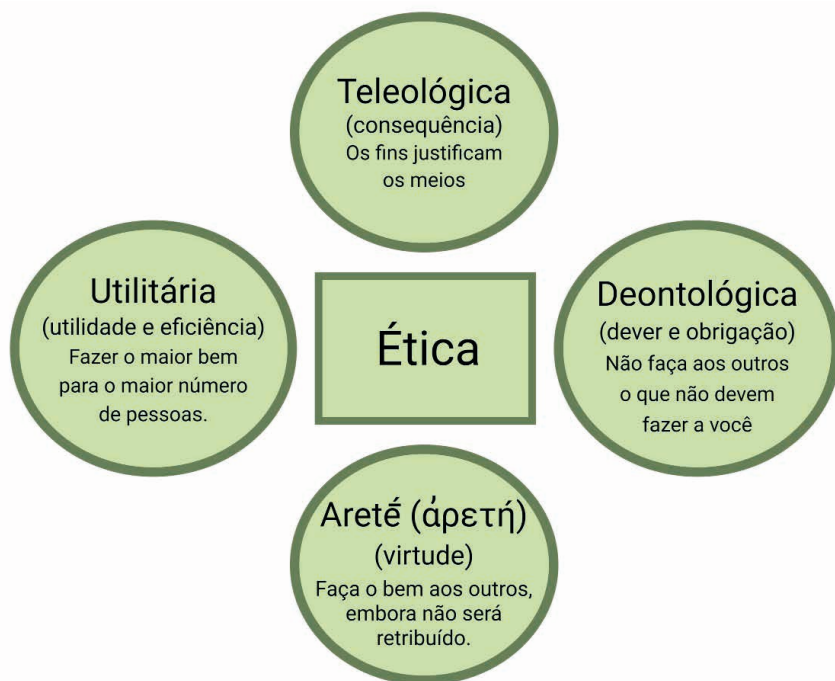 Teleológica
(consequência)
Os fins justificam
os meios
Utilitária
(utilidade e eficiência)
Fazer o maior bem
para o maior número
de pessoas.
Ética
Deontológica
(dever e obrigação)
Não faça aos outros
o que não devem
fazer a você
Aretḗ (ἀρετή)
(virtude)
Faça o bem aos outros,
embora não será
retribuído.